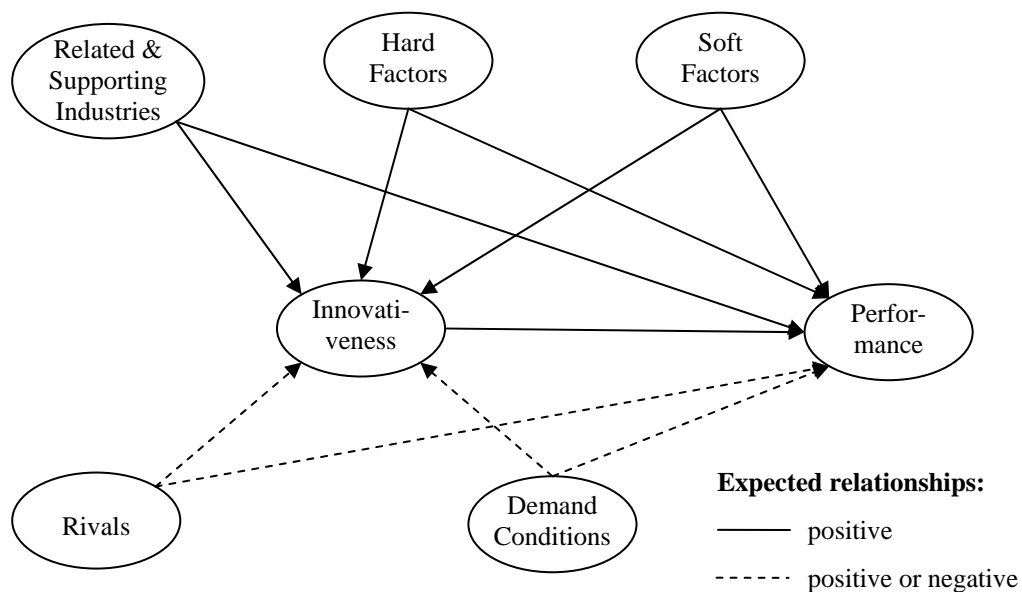 Related &
Supporting
Industries
Hard
Factors
Soft
Factors
Innovati-
veness
Perfor-
mance
Rivals
Demand
Conditions
Expected relationships:
positive
positive or negative